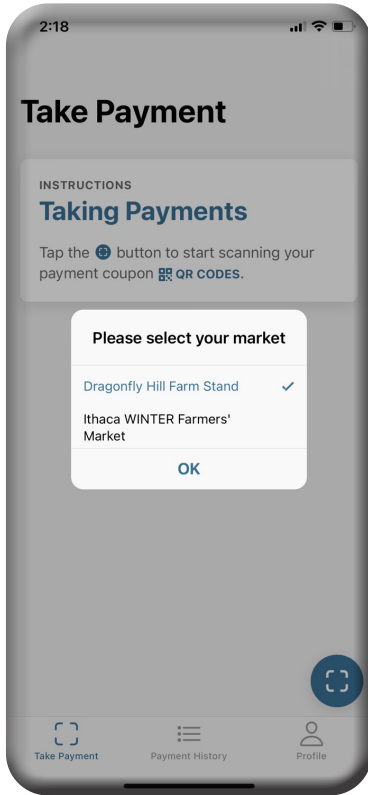 2:18
Take Payment
INSTRUCTIONS
Taking Payments
Tap the button to start scanning your
payment coupon QR CODES.
Please select your market
Dragonfly Hill Farm Stand
Ithaca WINTER Farmers'
Market
OK
Take Payment
Payment History
Profile